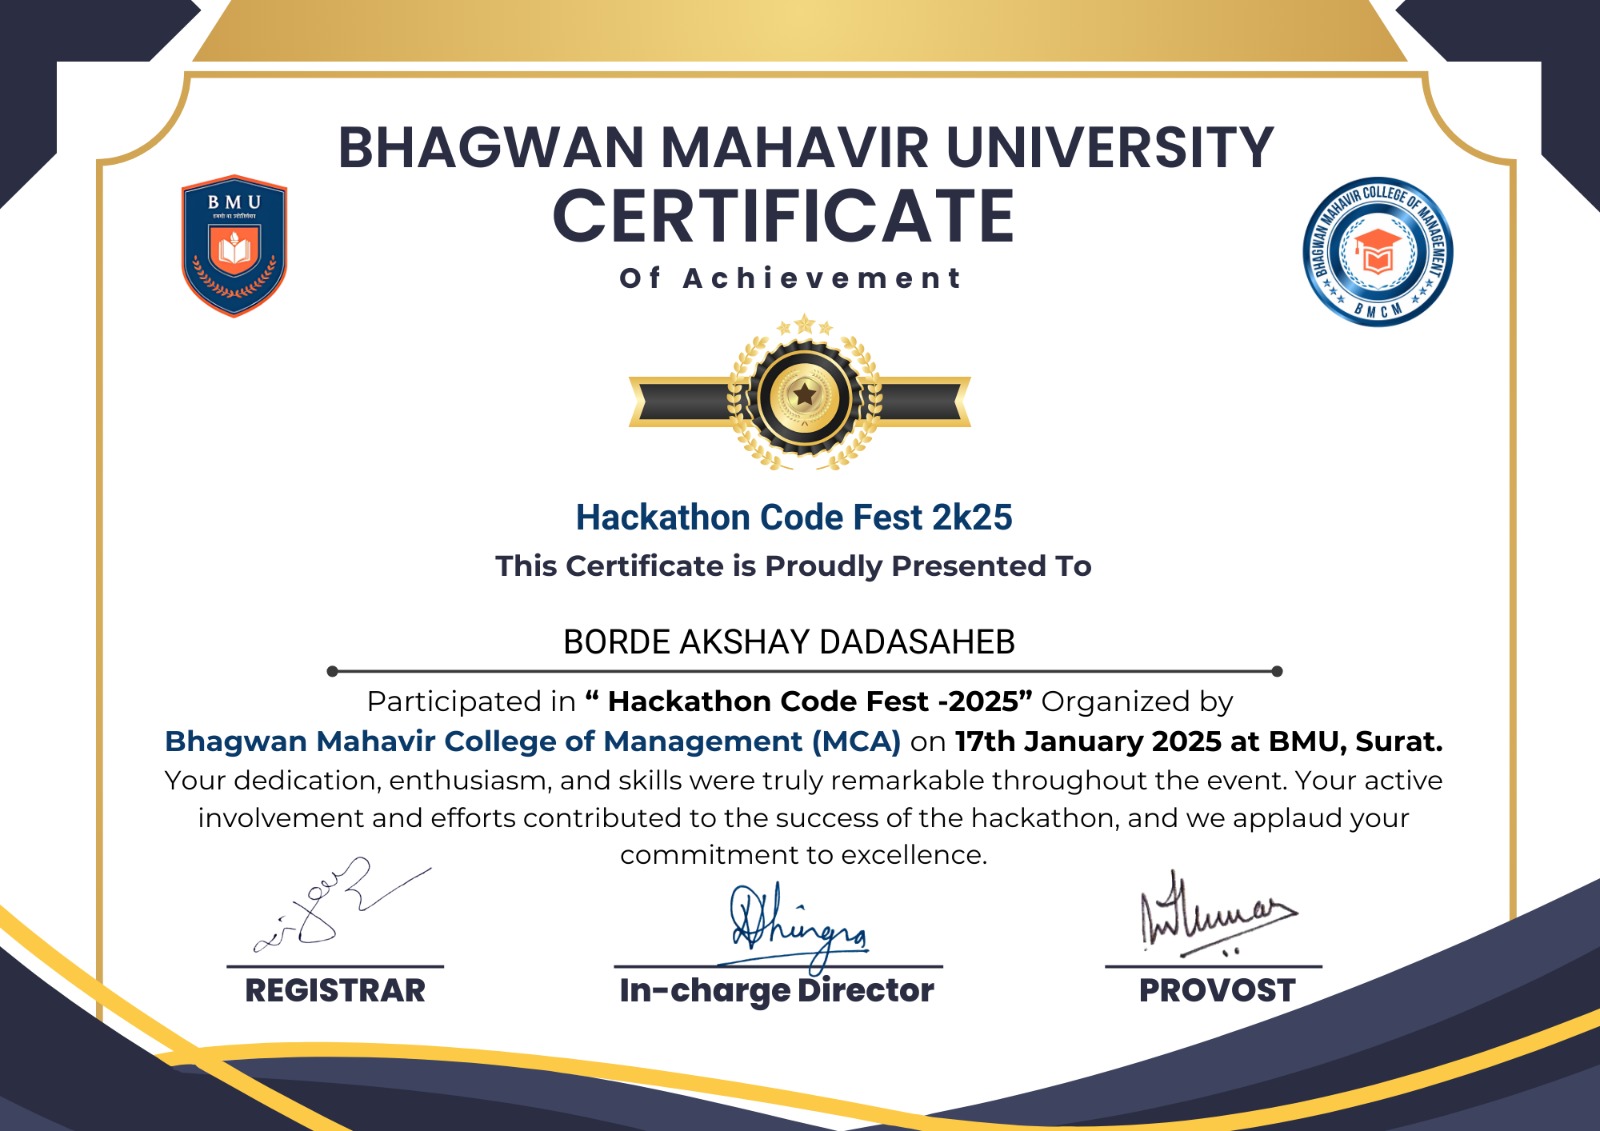 BHAGWAN MAHAVIR UNIVERSITY
CERTIFICATE
Of Achievement
BMU
BHAGWAN MAHAVIR COLLEGE OF MANAGEMENT
BMCM
Hackathon Code Fest 2k25
This Certificate is Proudly Presented To
BORDE AKSHAY DADASAHEB
Participated in “ Hackathon Code Fest -2025” Organized by
Bhagwan Mahavir College of Management (MCA) on 17th January 2025 at BMU, Surat.
Your dedication, enthusiasm, and skills were truly remarkable throughout the event. Your active
involvement and efforts contributed to the success of the hackathon, and we applaud your
commitment to excellence.
Dhingra
REGISTRAR
In-charge Director
PROVOST